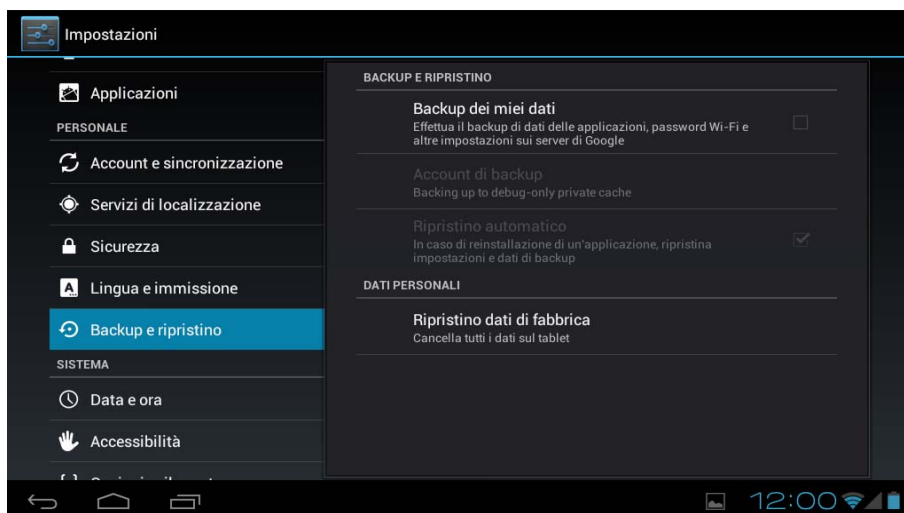 Impostazioni
Applicazioni
PERSONALE
Account e sincronizzazione
Servizi di localizzazione
Sicurezza
Lingua e immissione
Backup e ripristino
SISTEMA
Data e ora
Accessibilità
BACKUP E RIPRISTINO
Backup dei miei dati
Effettua il backup di dati delle applicazioni, password Wi-Fi e
altre impostazioni sui server di Google
Account di backup
Backing up to debug-only private cache
Ripristino automatico
In caso di reinstallazione di un'applicazione, ripristina
impostazioni e dati di backup
DATI PERSONALI
Ripristino dati di fabbrica
Cancella tutti i dati sul tablet
12:00